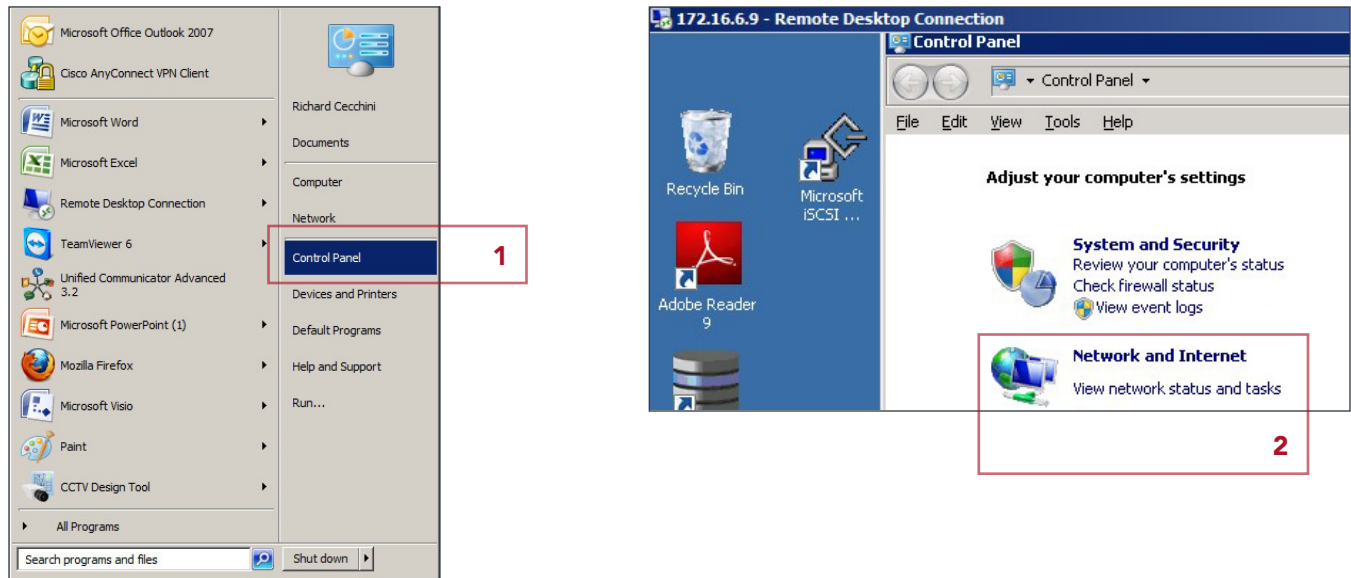 Microsoft Office Outlook 2007
Cisco AnyConnect VPN Client
Microsoft Word
Microsoft Excel
Remote Desktop Connection
TeamViewer 6
Unified Communicator Advanced
3.2
Microsoft PowerPoint (1)
Mozilla Firefox
Microsoft Visio
Paint
CCTV Design Tool
All Programs
Search programs and files
Richard Cecchini
Documents
Computer
Network
Control Panel
1
Devices and Printers
Default Programs
Help and Support
Run...
Shut down
172.16.6.9 - Remote Desktop Connection
Recycle Bin
Microsoft
iSCSI ...
Adobe Reader
9
Control Panel
Control Panel
File Edit View Tools Help
Adjust your computer's settings
System and Security
Review your computer's status
Check firewall status
View event logs
Network and Internet
View network status and tasks
2